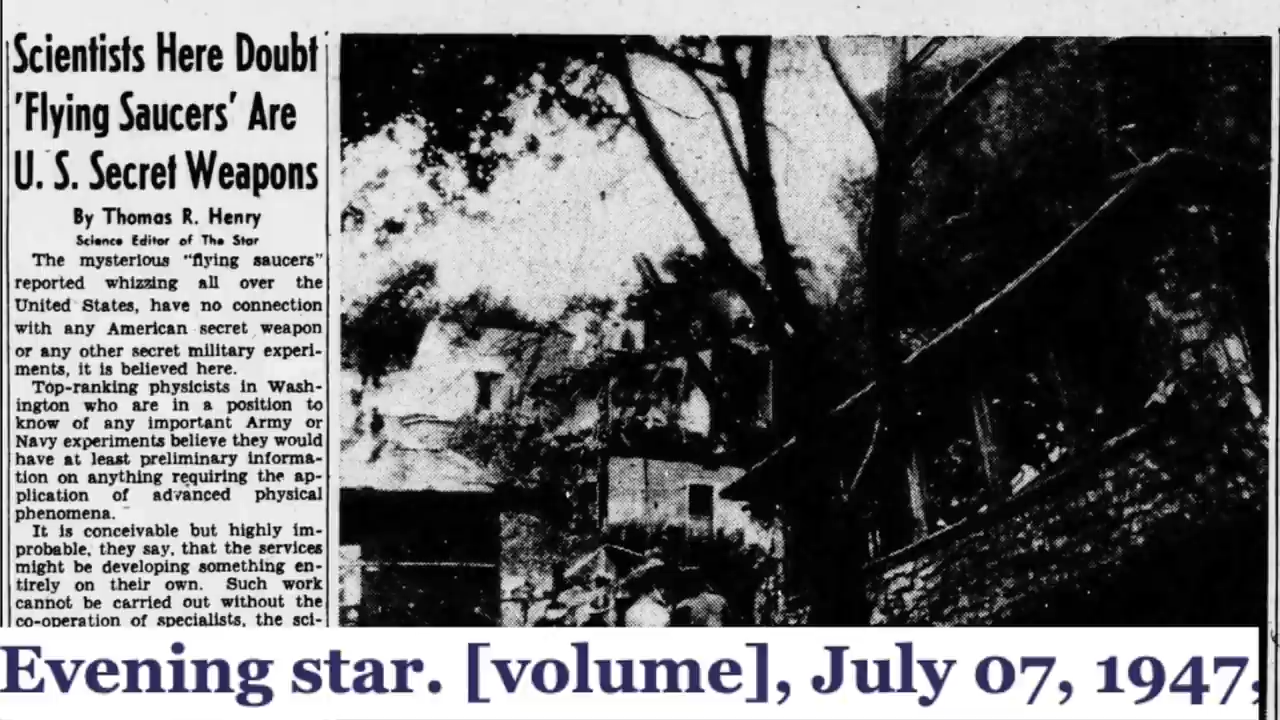 Scientists Here Doubt
'Flying Saucers' Are
U. S. Secret Weapons
By Thomas R. Henry
Science Editor of The Star
The mysterious "flying saucers"
reported whizzing all over the
United States, have no connection
with any American secret weapon
or any other secret military experi-
ments, it is believed here.
Top-ranking physicists in Wash-
ington who are in a position to
know of any important Army or
Navy experiments believe they would
have at least preliminary informa-
tion on anything requiring the ap-
plication of advanced physical
phenomena.
It is conceivable but highly im-
probable, they say, that the services
might be developing something en-
tirely on their own. Such work
cannot be carried out without the
co-operation of specialists, the sci-
Evening star. [volume], July 07, 1947,